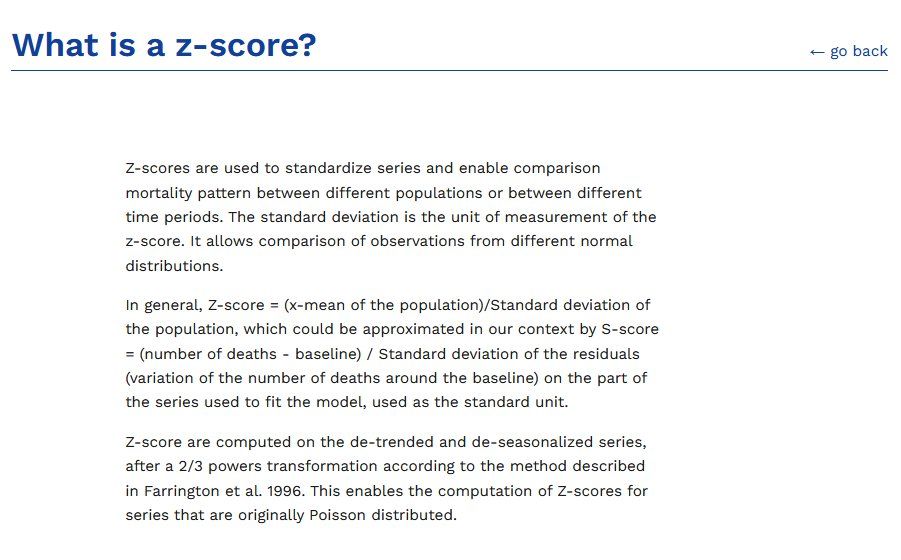 What is a z-score?
← go back
Z-scores are used to standardize series and enable comparison
mortality pattern between different populations or between different
time periods. The standard deviation is the unit of measurement of the
z-score. It allows comparison of observations from different normal
distributions.
In general, Z-score = (x-mean of the population)/Standard deviation of
the population, which could be approximated in our context by S-score
= (number of deaths - baseline) / Standard deviation of the residuals
(variation of the number of deaths around the baseline) on the part of
the series used to fit the model, used as the standard unit.
Z-score are computed on the de-trended and de-seasonalized series,
after a 2/3 powers transformation according to the method described
in Farrington et al. 1996. This enables the computation of Z-scores for
series that are originally Poisson distributed.